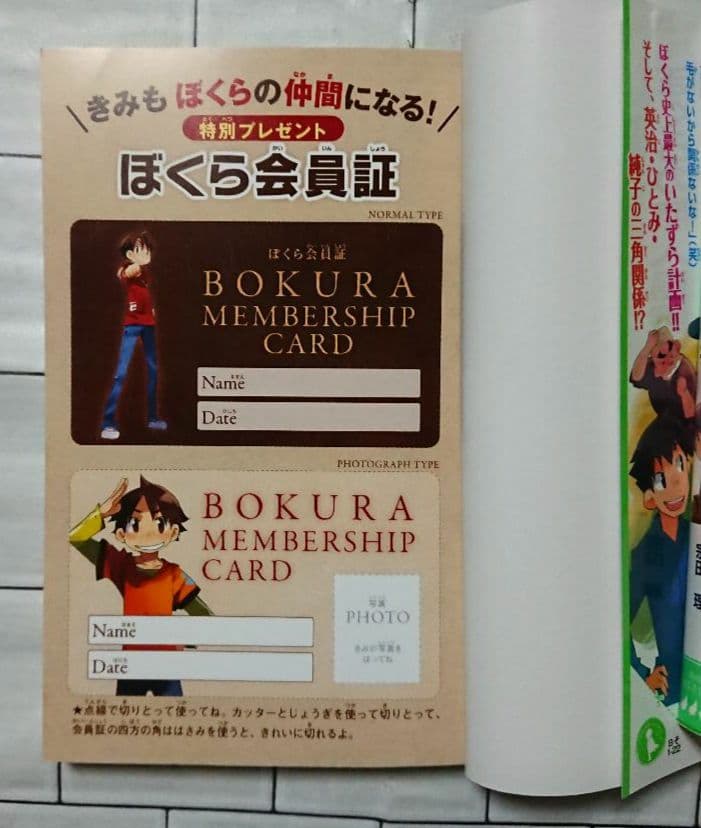 きみも ぼくらの仲間になる!
特別プレゼント
ぼくら会員証
NORMAL TYPE
ぼくら会員証
BOKURA
MEMBERSHIP
CARD
Name
Date
PHOTOGRAPH TYPE
BOKURA
MEMBERSHIP
CARD
Name
Date
写真
PHOTO
きみの写真を
はってね
★点線で切りとって使ってね。カッターとじょうぎを使って切りとって、
会員証の四方の角ははさみを使うと、きれいに切れるよ。
毛がないから関係ないな!」(笑)
ぼくら史上最大のいたずら計画!!
そして、英治・ひとみ・
純子の三角関係!?